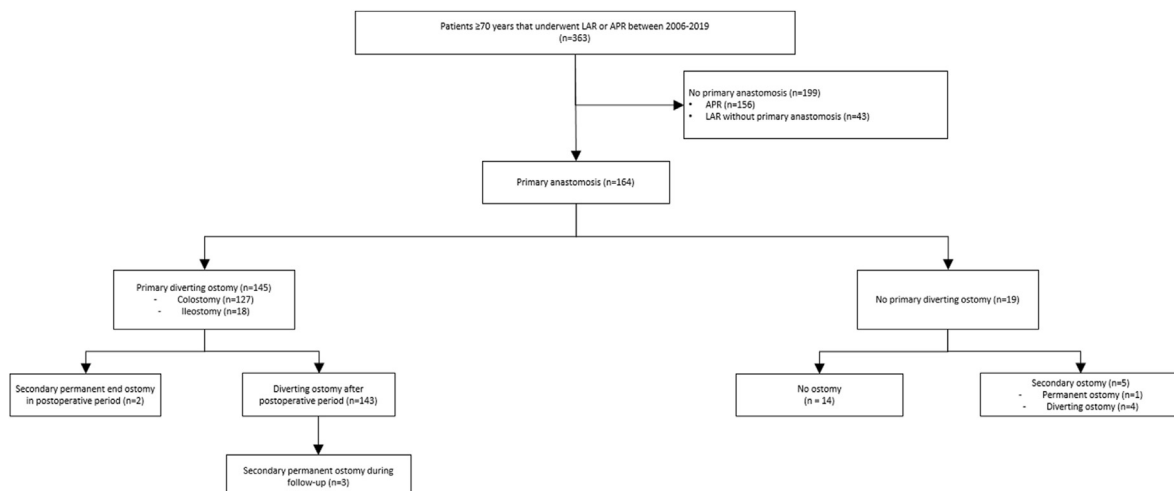 Patients ≥70 years that underwent LAR or APR between 2006-2019
(n=363)
No primary anastomosis (n=199)
• APR (n=156)
• LAR without primary anastomosis (n=43)
Primary anastomosis (n=164)
Primary diverting ostomy (n=145)
- Colostomy (n=127)
- Ileostomy (n=18)
No primary diverting ostomy (n=19)
Secondary permanent end ostomy
in postoperative period (n=2)
Diverting ostomy after
postoperative period (n=143)
No ostomy
(n = 14)
Secondary ostomy (n=5)
- Permanent ostomy (n=1)
- Diverting ostomy (n=4)
Secondary permanent ostomy during
follow-up (n=3)